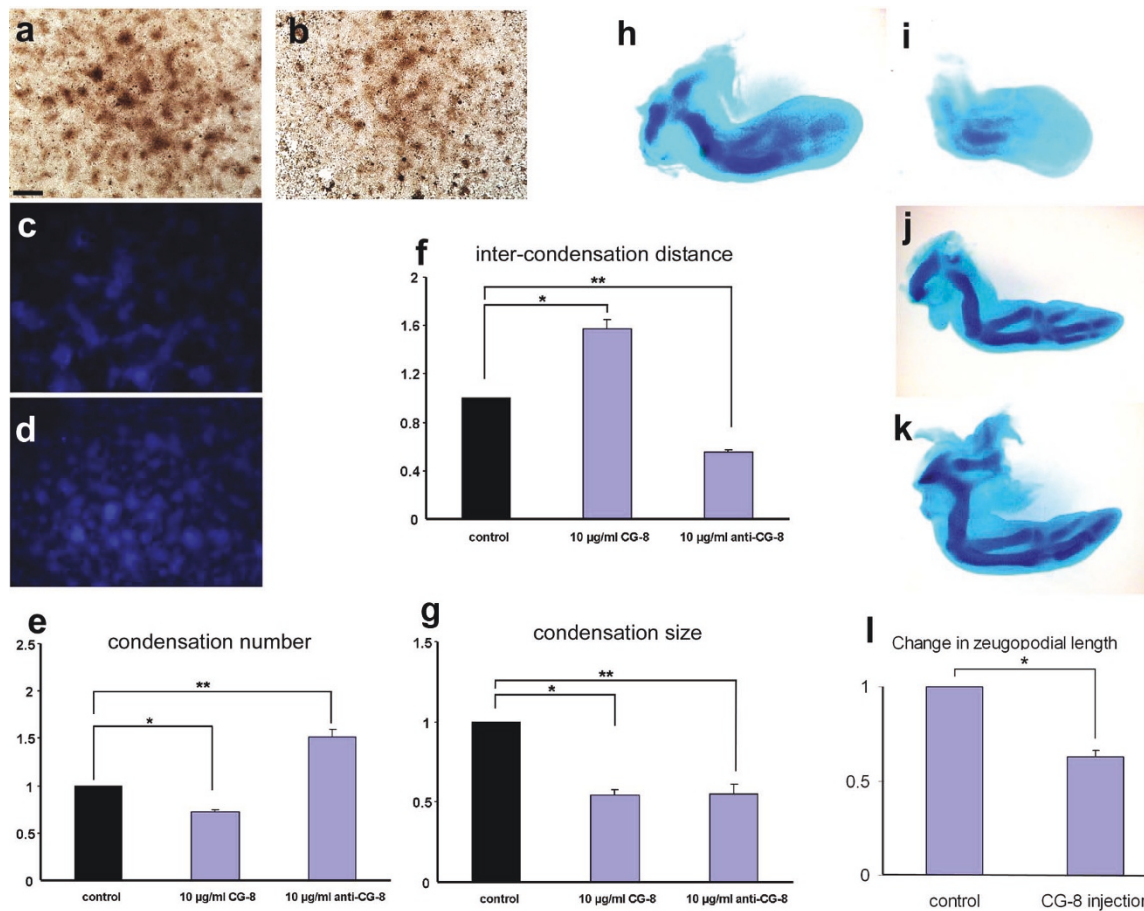 a
b
h
i
c
d
j
k
f
inter-condensation distance
2
1.6
1.2
0.8
0.4
0
*
**
control
10 µg/ml CG-8
10 µg/ml anti-CG-8
e
condensation number
2.5
2
1.5
1
0.5
0
*
**
control
10 µg/ml CG-8
10 µg/ml anti-CG-8
g
condensation size
1.5
1
0.5
0
*
**
control
10 µg/ml CG-8
10 µg/ml anti-CG-8
l
Change in zeugopodial length
*
1
0.5
0
control
CG-8 injection